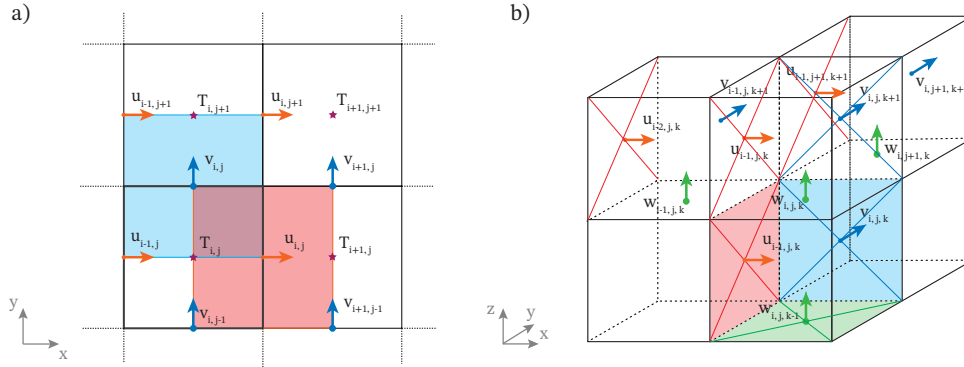 a)
u i-1, j+1
T i, j+1
u i, j+1
T i+1, j+1
v i, j
v i+1, j
u i-1, j
T i, j
u i, j
T i+1, j
v i, j-1
v i+1, j-1
y
x
b)
v i-1, j, k+1
u i-1, j+1, k+1
v i, j, k+1
v i, j+1, k+1
u i-2, j, k
u i-1, j, k
w i, j+1, k
w i-1, j, k
w i, j, k
v i, j, k
u i-2, j, k
w i, j, k-1
z
y
x